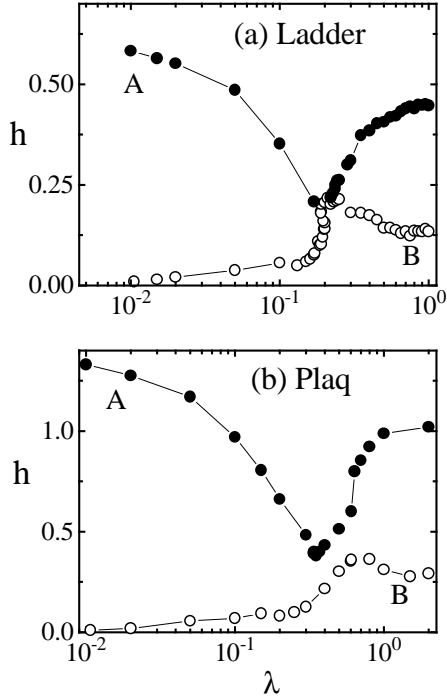 (a) Ladder
A
0.50
h
0.25
B
0.00
10⁻² 10⁻¹ 10⁰
(b) Plaq
A
1.0
h
0.5
B
0.0
10⁻² 10⁻¹ 10⁰
λ